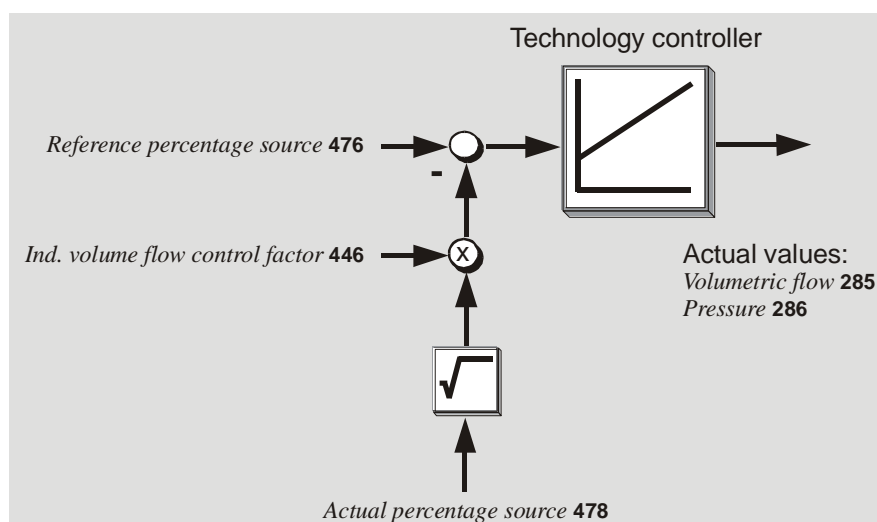 Technology controller
Reference percentage source 476
-
Ind. volume flow control factor 446
X
Actual values:
Volumetric flow 285
Pressure 286
√
Actual percentage source 478